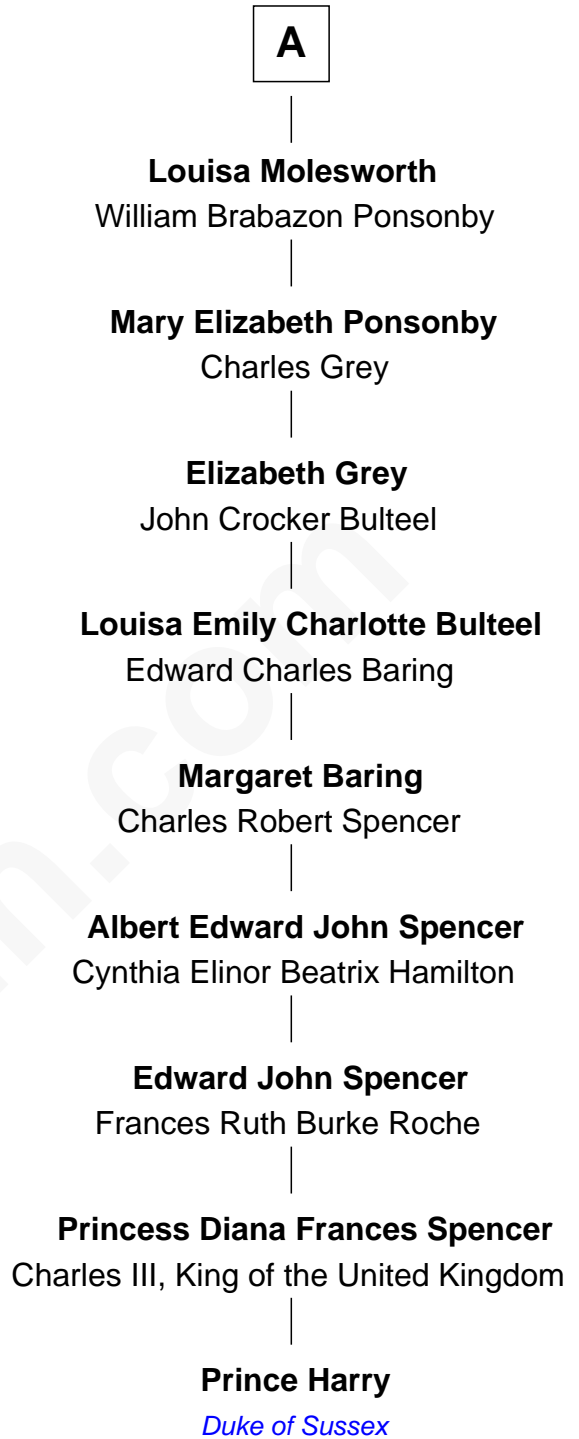 A
Louisa Molesworth
William Brabazon Ponsonby
Mary Elizabeth Ponsonby
Charles Grey
Elizabeth Grey
John Crocker Bulteel
Louisa Emily Charlotte Bulteel
Edward Charles Baring
Margaret Baring
Charles Robert Spencer
Albert Edward John Spencer
Cynthia Elinor Beatrix Hamilton
Edward John Spencer
Frances Ruth Burke Roche
Princess Diana Frances Spencer
Charles III, King of the United Kingdom
Prince Harry
Duke of Sussex